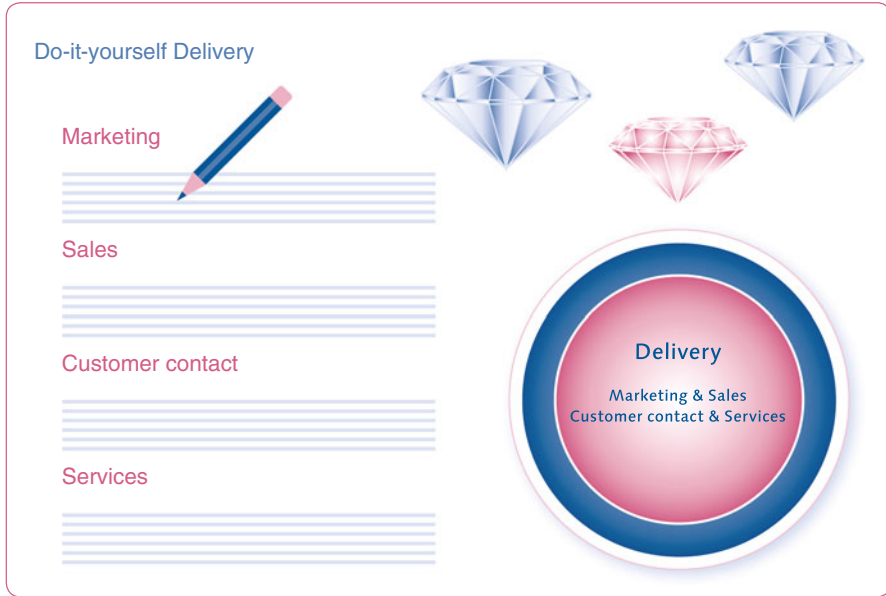 Do-it-yourself Delivery
Marketing
Sales
Customer contact
Services
Delivery
Marketing & Sales
Customer contact & Services